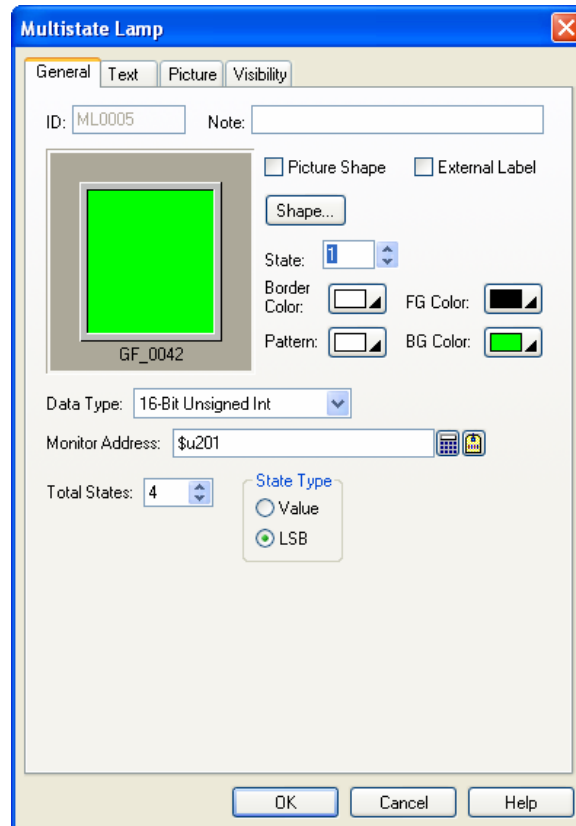 Multistate Lamp
General Text Picture Visibility
ID: ML0005 Note:
Picture Shape External Label
Shape...
State: 1
Border Color: FG Color:
Pattern: BG Color:
GF_0042
Data Type: 16-Bit Unsigned Int
Monitor Address: $u201
Total States: 4 State Type
Value
LSB
OK Cancel Help